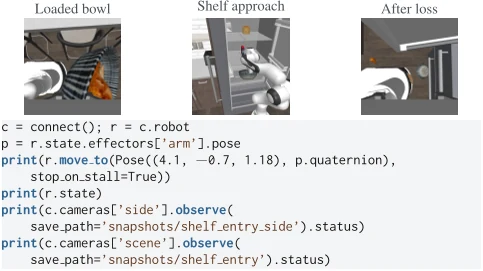 Loaded bowl
Shelf approach
After loss
c = connect(); r = c.robot
p = r.state.effectors['arm'].pose
print(r.move_to(Pose((4.1, −0.7, 1.18), p.quaternion),
stop_on_stall=True))
print(r.state)
print(c.cameras['side'].observe(
save_path='snapshots/shelf_entry_side').status)
print(c.cameras['scene'].observe(
save_path='snapshots/shelf_entry').status)